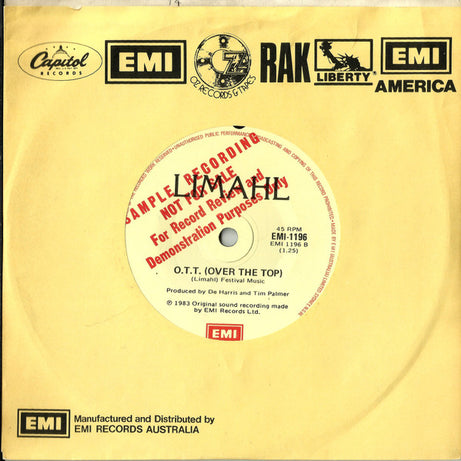 Capitol
RECORDS
EMI
7Z
OZ RECORDS & TAPES
RAK
LIBERTY
EMI
AMERICA
SAMPLE RECORDING
NOT FOR SALE
For Record Review and
Demonstration Purposes Only
LIMAHL
45 RPM
EMI-1196
EMI 1196 B
(1.25)
O.T.T. (OVER THE TOP)
(Limahl) Festival Music
Produced by De Harris and Tim Palmer
℗ 1983 Original sound recording made
by EMI Records Ltd.
EMI
EMI
Manufactured and Distributed by
EMI RECORDS AUSTRALIA